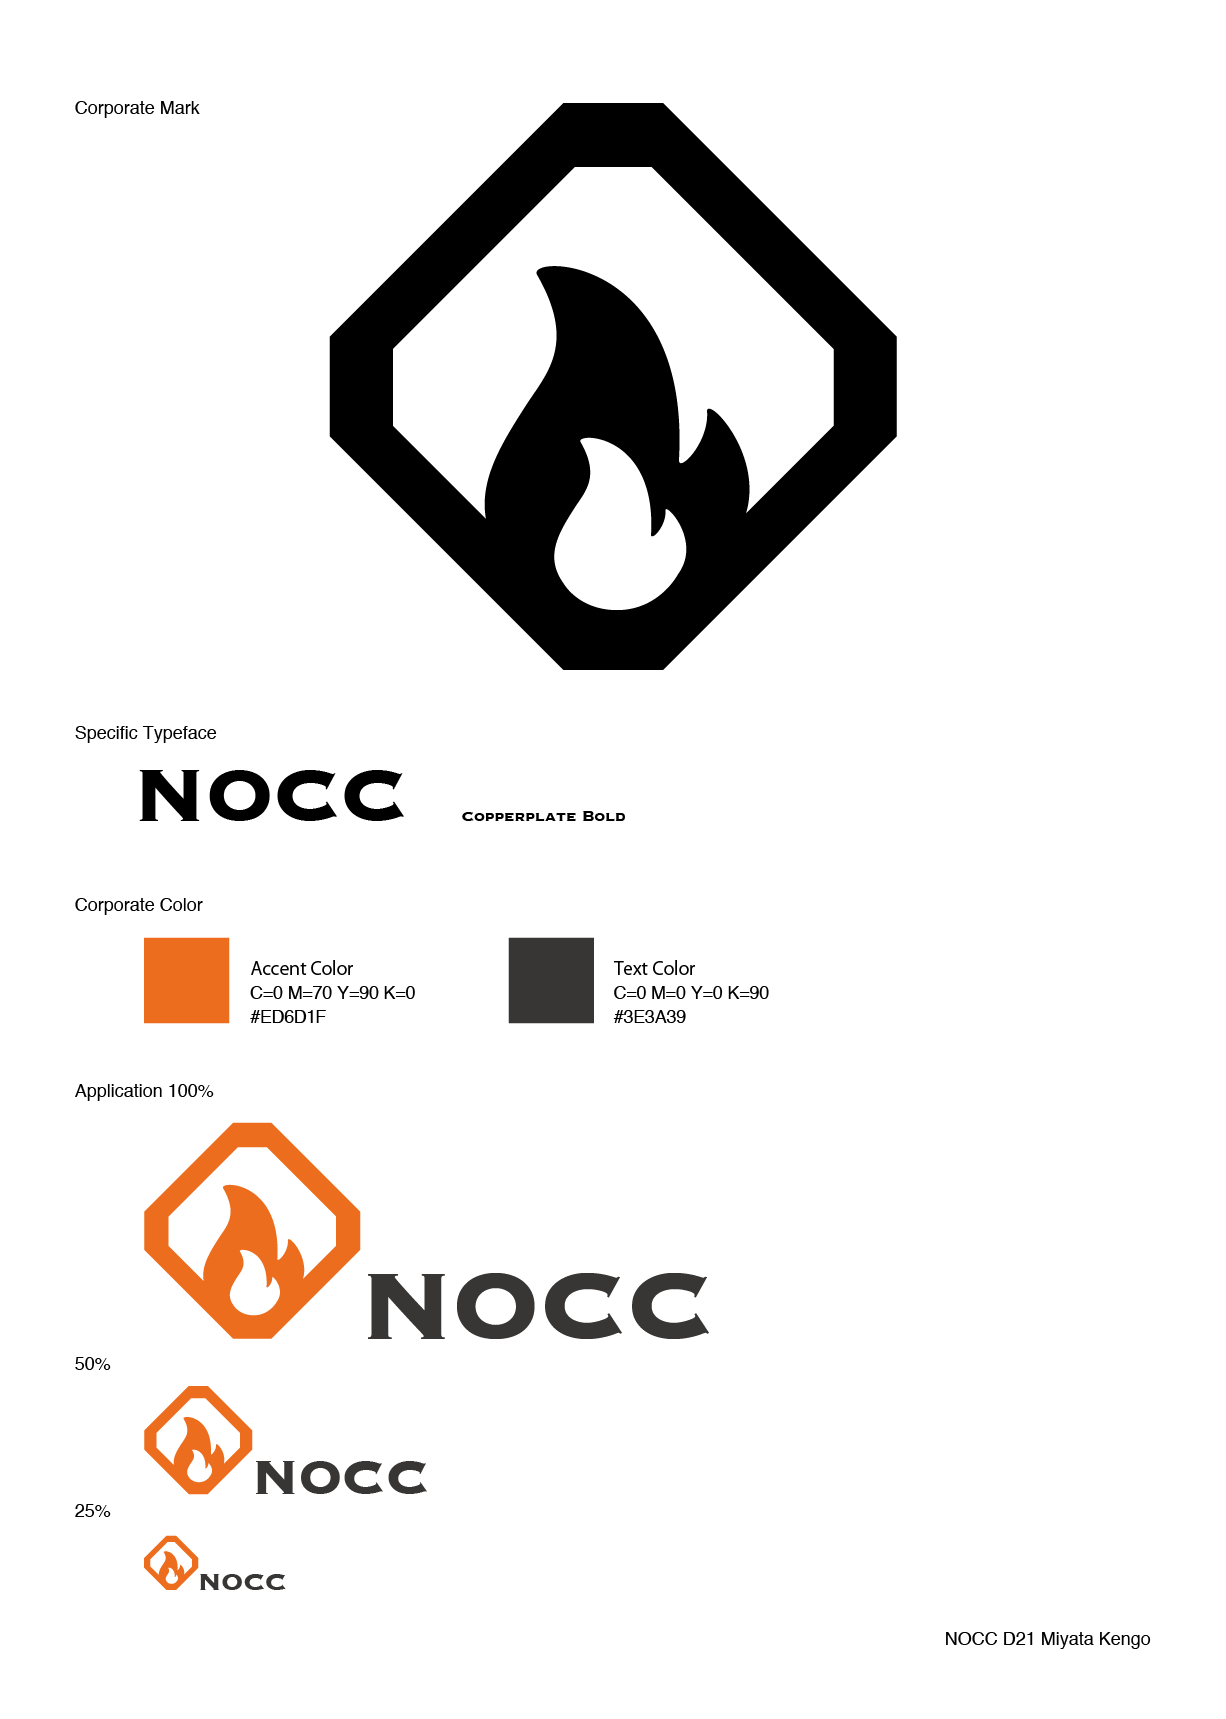 Corporate Mark
Specific Typeface
NOCC
Copperplate Bold
Corporate Color
Accent Color
C=0 M=70 Y=90 K=0
#ED6D1F
Text Color
C=0 M=0 Y=0 K=90
#3E3A39
Application 100%
NOCC
50%
NOCC
25%
NOCC
NOCC D21 Miyata Kengo